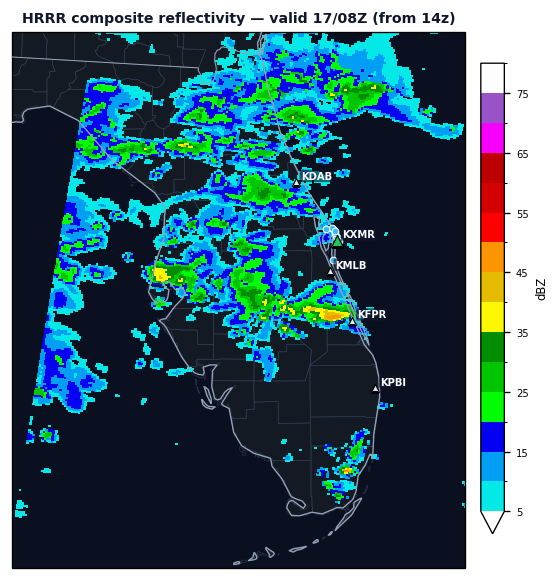 HRRR composite reflectivity — valid 17/08Z (from 14z)
KDAB
KXMR
KMLB
KFPR
KPBI
75
65
55
45
35
25
15
5
dBZ